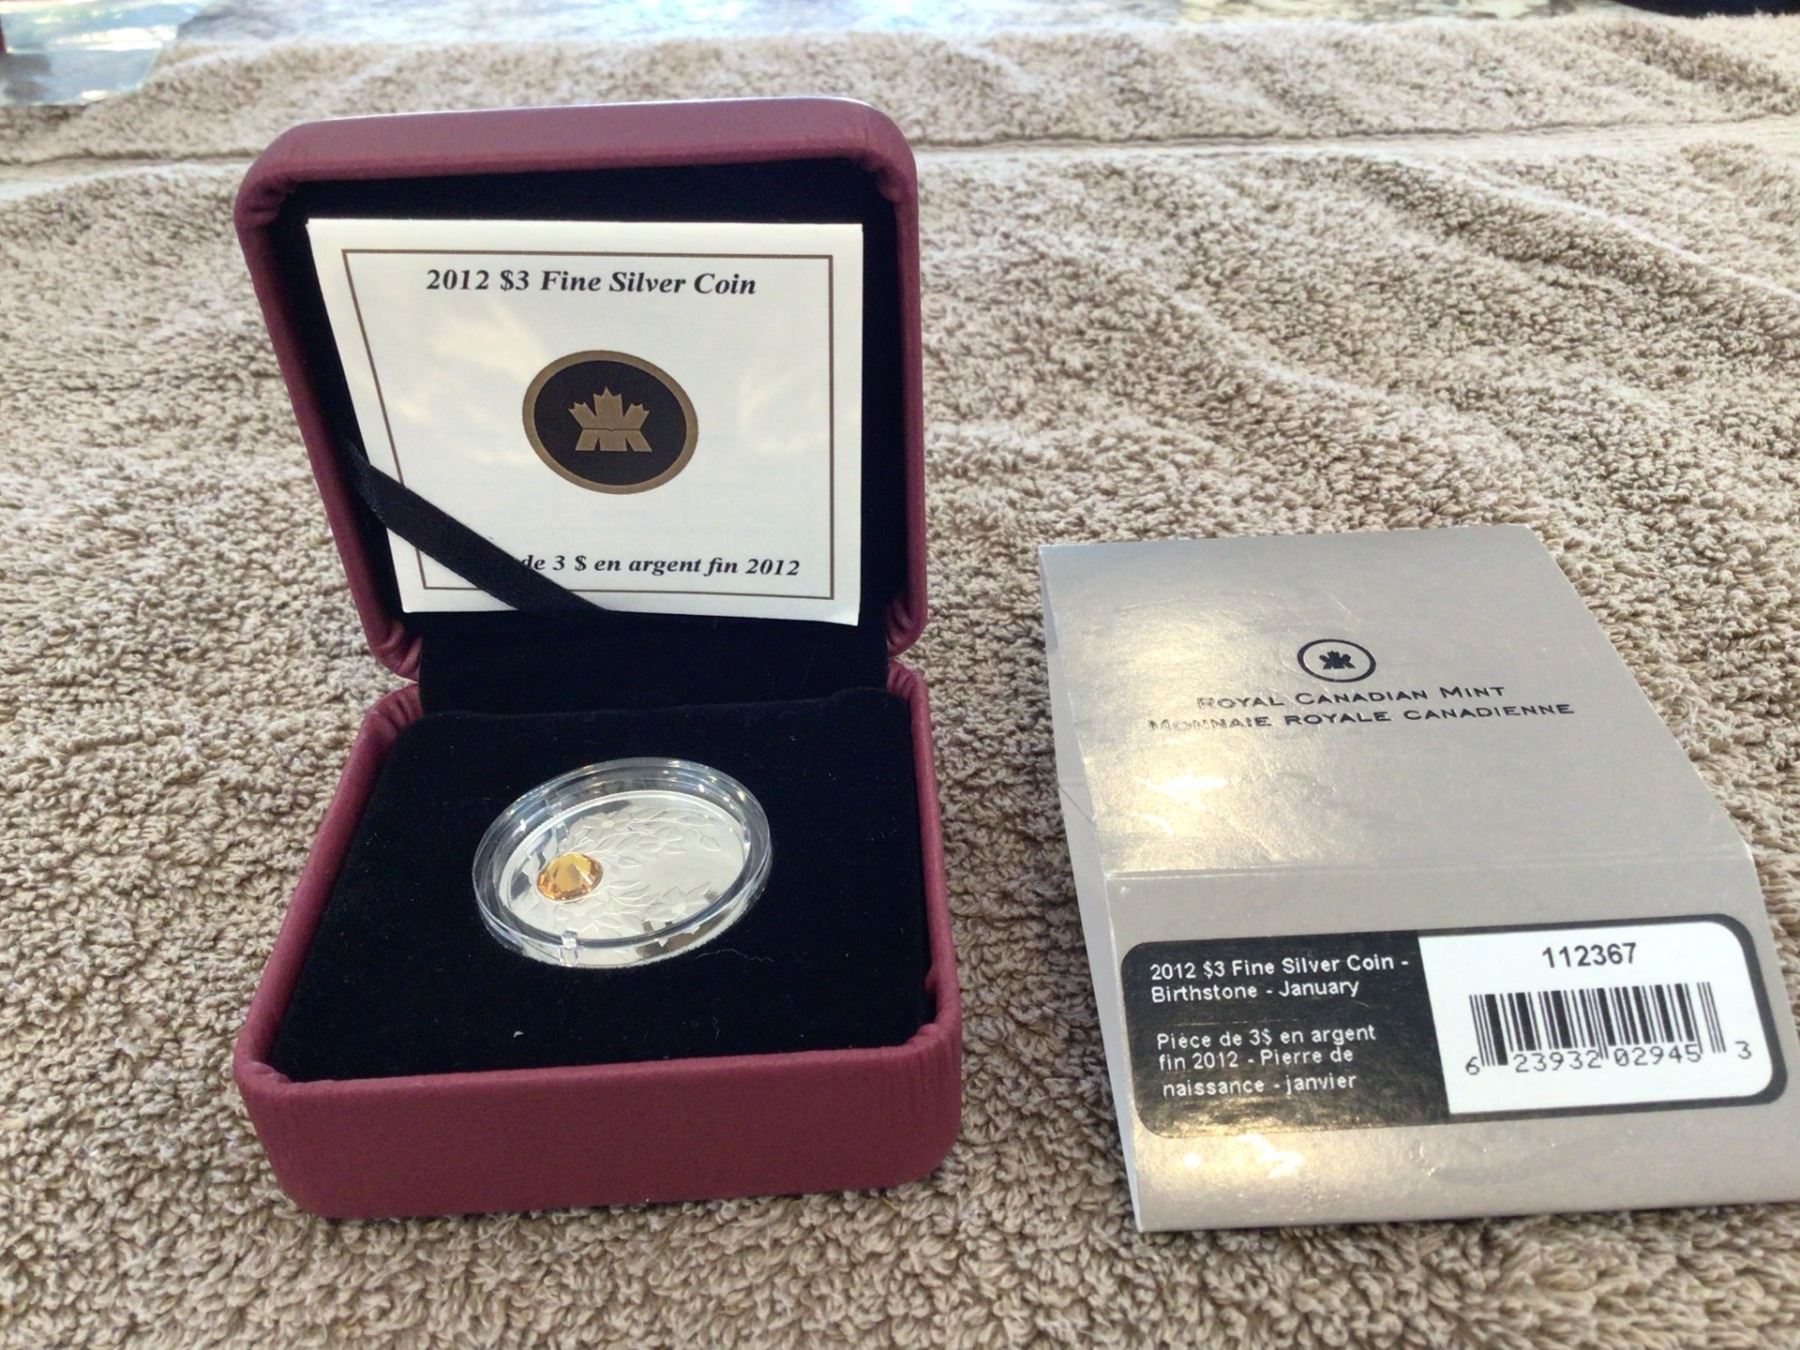 2012 $3 Fine Silver Coin
de 3 $ en argent fin 2012
ROYAL CANADIAN MINT
MONNAIE ROYALE CANADIENNE
2012 $3 Fine Silver Coin -
Birthstone - January
Pièce de 3$ en argent
fin 2012 - Pierre de
naissance - janvier
112367
6 23932 02945 3